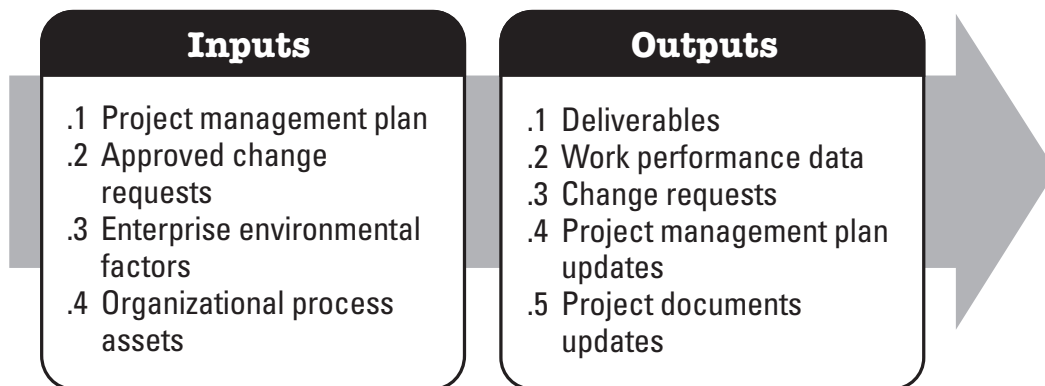 Inputs
.1 Project management plan
.2 Approved change
requests
.3 Enterprise environmental
factors
.4 Organizational process
assets
Outputs
.1 Deliverables
.2 Work performance data
.3 Change requests
.4 Project management plan
updates
.5 Project documents
updates